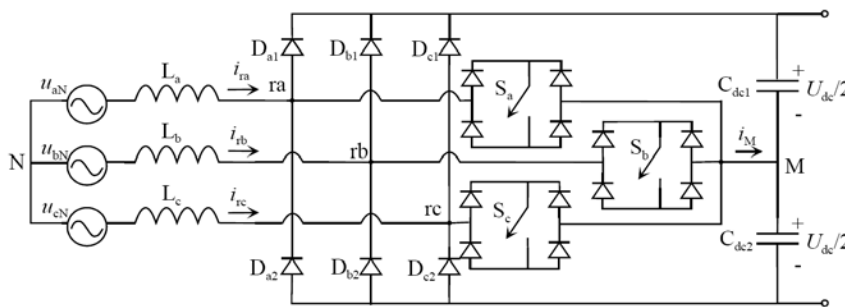 D_a1 D_b1 D_c1
u_aN L_a i_ra ra S_a C_dc1 + U_dc/2 -
N u_bN L_b i_rb rb S_b i_M M
u_cN L_c i_rc rc S_c C_dc2 + U_dc/2 -
D_a2 D_b2 D_c2